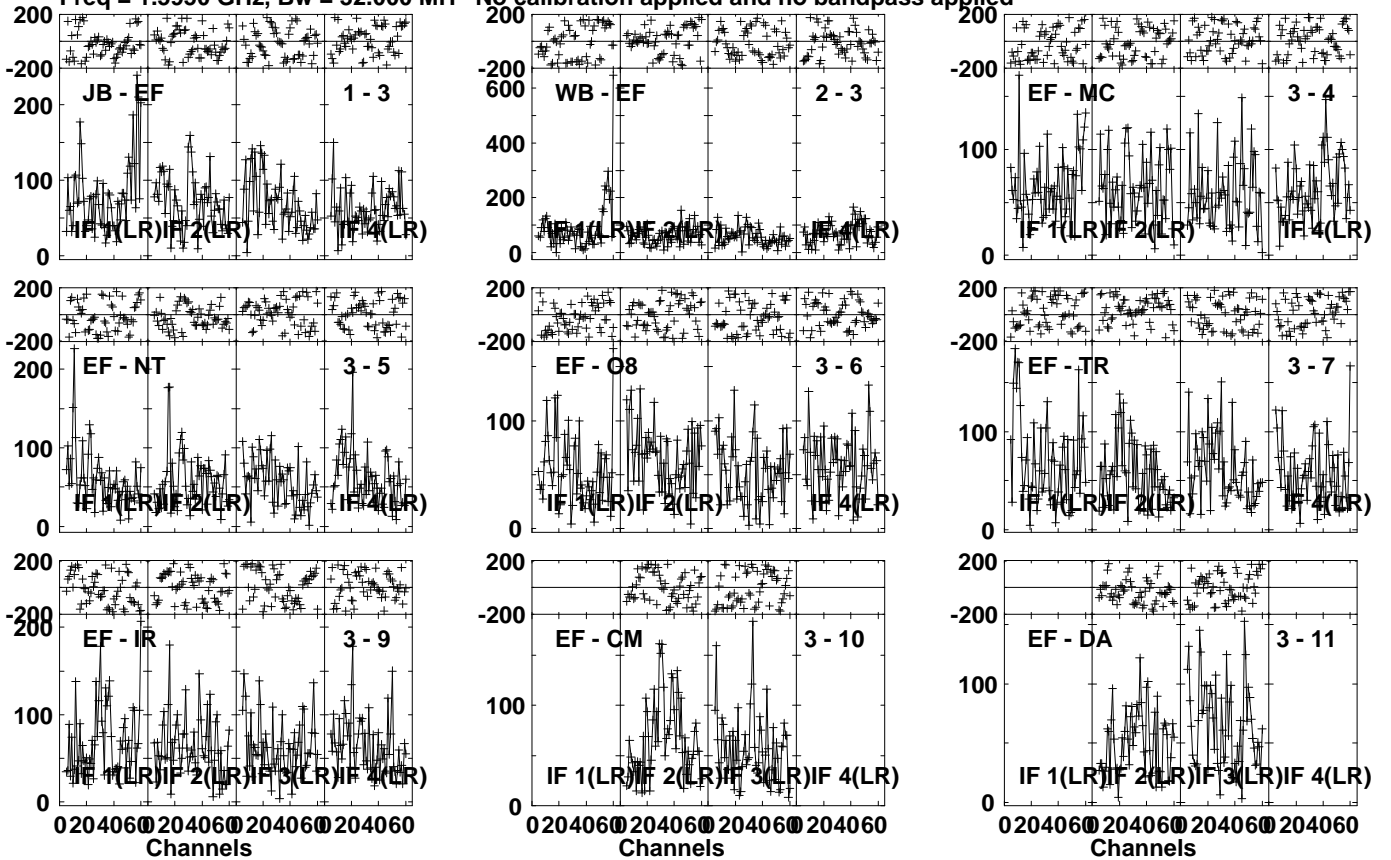 Freq = 1.5950 GHz, Bw = 32.000 MH No calibration applied and no bandpass applied
200
-200
JB - EF 1 - 3
200
100
0
IF 1(LR) IF 2(LR) IF 4(LR)
200
-200
WB - EF 2 - 3
600
400
200
0
IF 1(LR) IF 2(LR) IF 4(LR)
200
-200
EF - MC 3 - 4
100
0
IF 1(LR) IF 2(LR) IF 4(LR)
200
-200
EF - NT 3 - 5
200
100
0
IF 1(LR) IF 2(LR) IF 4(LR)
200
-200
EF - O8 3 - 6
100
0
IF 1(LR) IF 2(LR) IF 4(LR)
200
-200
EF - TR 3 - 7
100
0
IF 1(LR) IF 2(LR) IF 4(LR)
200
-200
EF - IR 3 - 9
200
100
0
IF 1(LR) IF 2(LR) IF 3(LR) IF 4(LR)
0 20 40 60 0 20 40 60 0 20 40 60 0 20 40 60
Channels
200
-200
EF - CM 3 - 10
100
0
IF 1(LR) IF 2(LR) IF 3(LR) IF 4(LR)
0 20 40 60 0 20 40 60 0 20 40 60 0 20 40 60
Channels
200
-200
EF - DA 3 - 11
100
0
IF 1(LR) IF 2(LR) IF 3(LR) IF 4(LR)
0 20 40 60 0 20 40 60 0 20 40 60 0 20 40 60
Channels